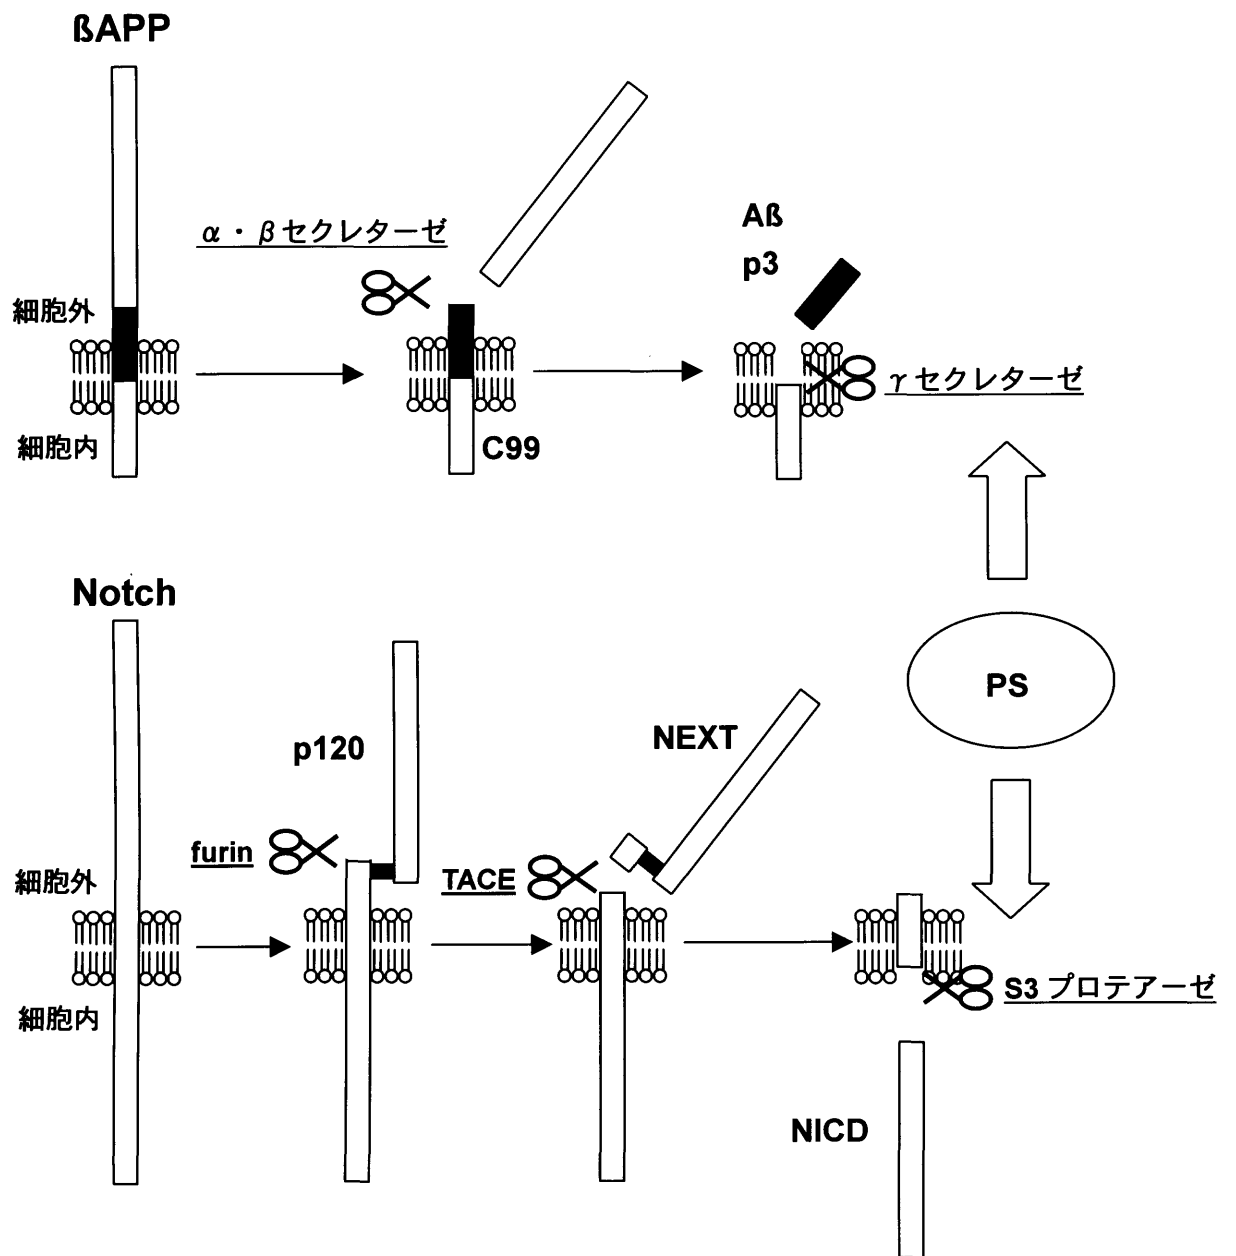 ßAPP
α・βセクレターゼ
Aß
p3
細胞外
γセクレターゼ
細胞内
C99
Notch
PS
p120
NEXT
furin
TACE
細胞外
S3 プロテアーゼ
細胞内
NICD